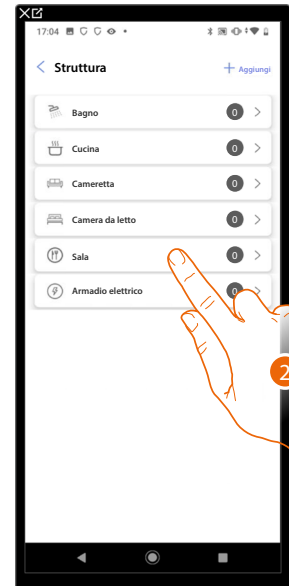 17:04
Struttura
Aggiungi
Bagno 0
Cucina 0
Cameretta 0
Camera da letto 0
Sala 0
Armadio elettrico 0
2